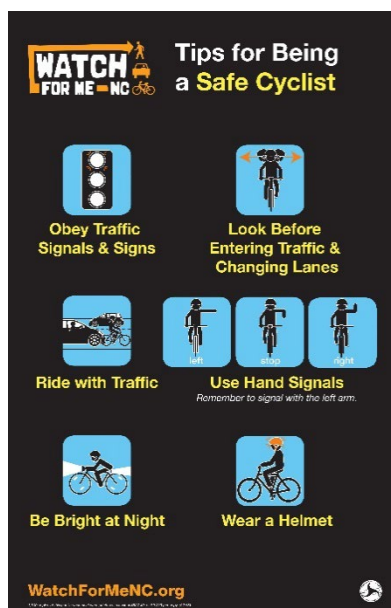 WATCH
FOR ME-NC
Tips for Being
a Safe Cyclist
Obey Traffic
Signals & Signs
Look Before
Entering Traffic &
Changing Lanes
Ride with Traffic
left
stop
right
Use Hand Signals
Remember to signal with the left arm.
Be Bright at Night
Wear a Helmet
WatchForMeNC.org